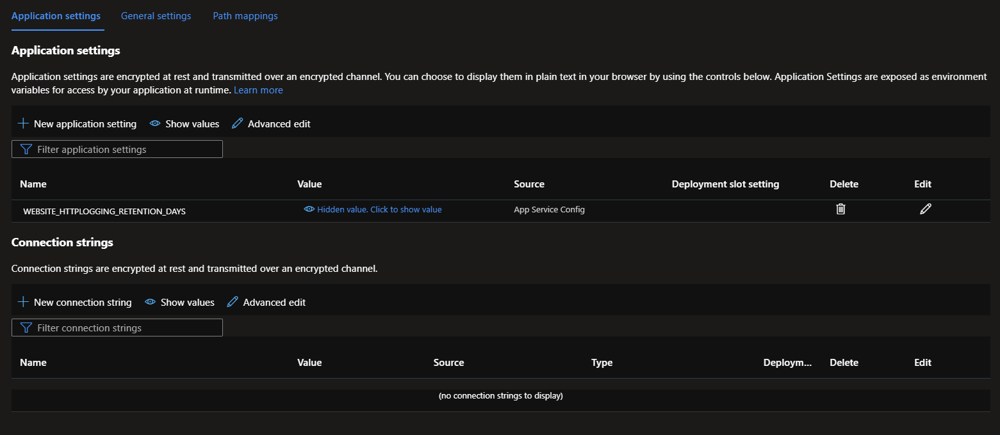 Application settings General settings Path mappings
Application settings
Application settings are encrypted at rest and transmitted over an encrypted channel. You can choose to display them in plain text in your browser by using the controls below. Application Settings are exposed as environment
variables for access by your application at runtime. Learn more
New application setting Show values Advanced edit
Filter application settings
Name Value Source Deployment slot setting Delete Edit
WEBSITE_HTTPLOGGING_RETENTION_DAYS Hidden value. Click to show value App Service Config
Connection strings
Connection strings are encrypted at rest and transmitted over an encrypted channel.
New connection string Show values Advanced edit
Filter connection strings
Name Value Source Type Deploym... Delete Edit
(no connection strings to display)